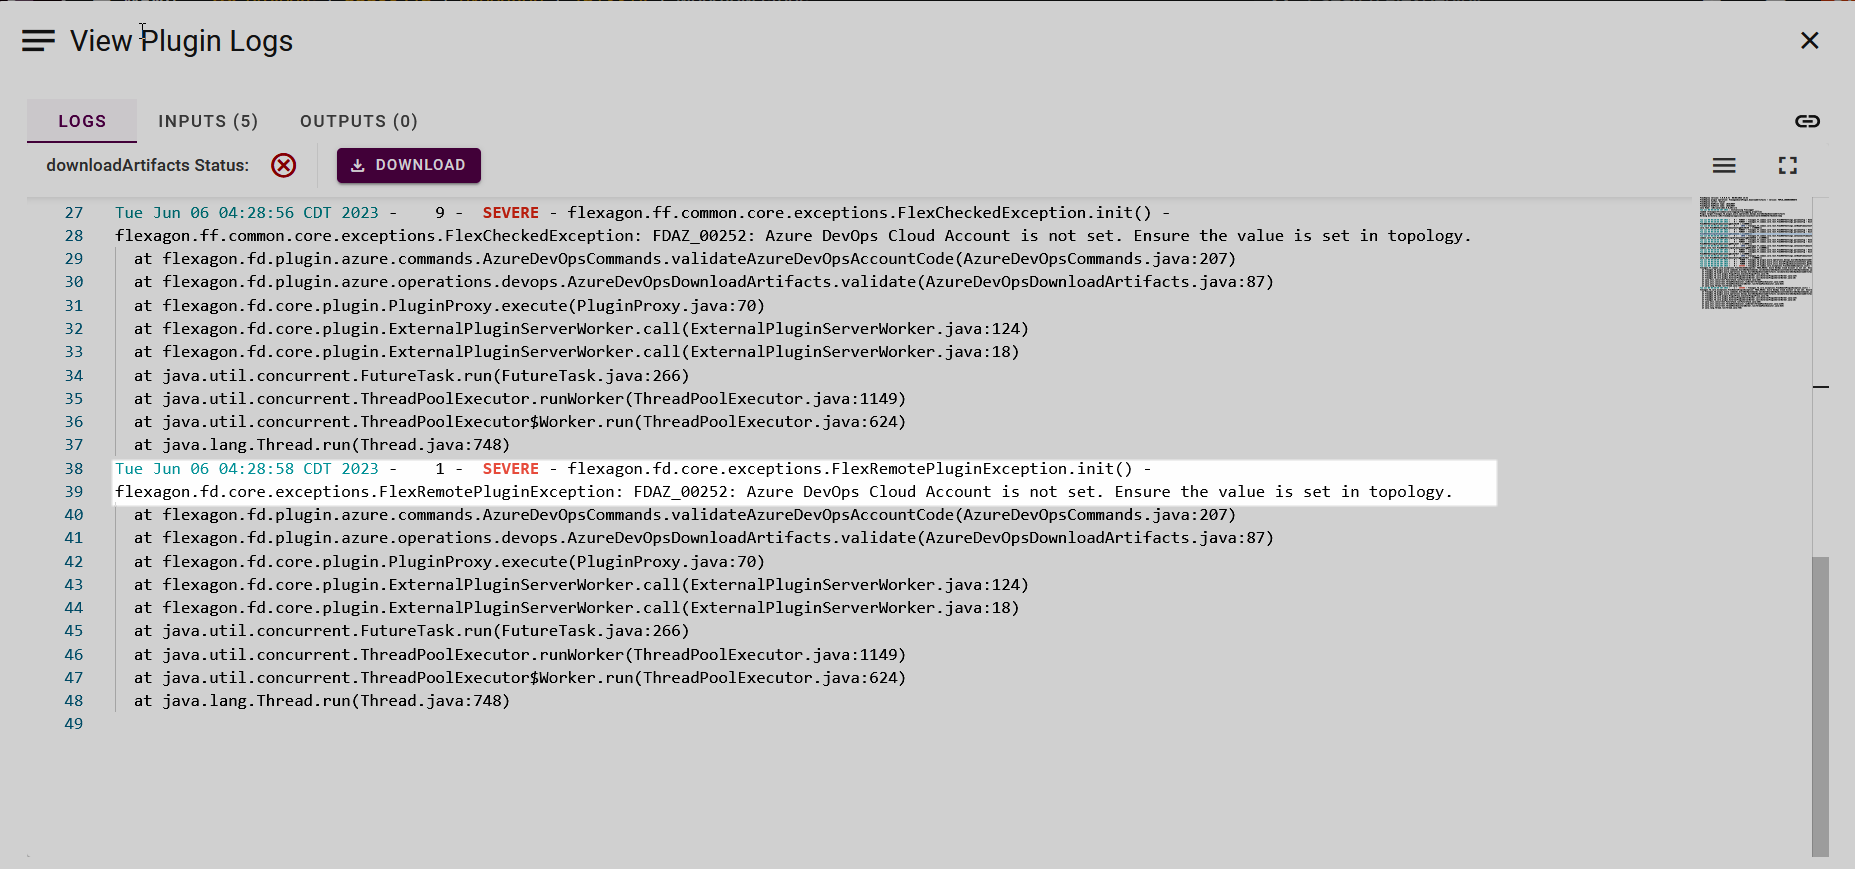 View Plugin Logs
LOGS
INPUTS (5)
OUTPUTS (0)
downloadArtifacts Status:
DOWNLOAD
27 Tue Jun 06 04:28:56 CDT 2023 - 9 - SEVERE - flexagon.ff.common.core.exceptions.FlexCheckedException.init() -
28 flexagon.ff.common.core.exceptions.FlexCheckedException: FDAZ_00252: Azure DevOps Cloud Account is not set. Ensure the value is set in topology.
29 at flexagon.fd.plugin.azure.commands.AzureDevOpsCommands.validateAzureDevOpsAccountCode(AzureDevOpsCommands.java:207)
30 at flexagon.fd.plugin.azure.operations.devops.AzureDevOpsDownloadArtifacts.validate(AzureDevOpsDownloadArtifacts.java:87)
31 at flexagon.fd.core.plugin.PluginProxy.execute(PluginProxy.java:70)
32 at flexagon.fd.core.plugin.ExternalPluginServerWorker.call(ExternalPluginServerWorker.java:124)
33 at flexagon.fd.core.plugin.ExternalPluginServerWorker.call(ExternalPluginServerWorker.java:18)
34 at java.util.concurrent.FutureTask.run(FutureTask.java:266)
35 at java.util.concurrent.ThreadPoolExecutor.runWorker(ThreadPoolExecutor.java:1149)
36 at java.util.concurrent.ThreadPoolExecutor$Worker.run(ThreadPoolExecutor.java:624)
37 at java.lang.Thread.run(Thread.java:748)
38 Tue Jun 06 04:28:58 CDT 2023 - 1 - SEVERE - flexagon.fd.core.exceptions.FlexRemotePluginException.init() -
39 flexagon.fd.core.exceptions.FlexRemotePluginException: FDAZ_00252: Azure DevOps Cloud Account is not set. Ensure the value is set in topology.
40 at flexagon.fd.plugin.azure.commands.AzureDevOpsCommands.validateAzureDevOpsAccountCode(AzureDevOpsCommands.java:207)
41 at flexagon.fd.plugin.azure.operations.devops.AzureDevOpsDownloadArtifacts.validate(AzureDevOpsDownloadArtifacts.java:87)
42 at flexagon.fd.core.plugin.PluginProxy.execute(PluginProxy.java:70)
43 at flexagon.fd.core.plugin.ExternalPluginServerWorker.call(ExternalPluginServerWorker.java:124)
44 at flexagon.fd.core.plugin.ExternalPluginServerWorker.call(ExternalPluginServerWorker.java:18)
45 at java.util.concurrent.FutureTask.run(FutureTask.java:266)
46 at java.util.concurrent.ThreadPoolExecutor.runWorker(ThreadPoolExecutor.java:1149)
47 at java.util.concurrent.ThreadPoolExecutor$Worker.run(ThreadPoolExecutor.java:624)
48 at java.lang.Thread.run(Thread.java:748)
49